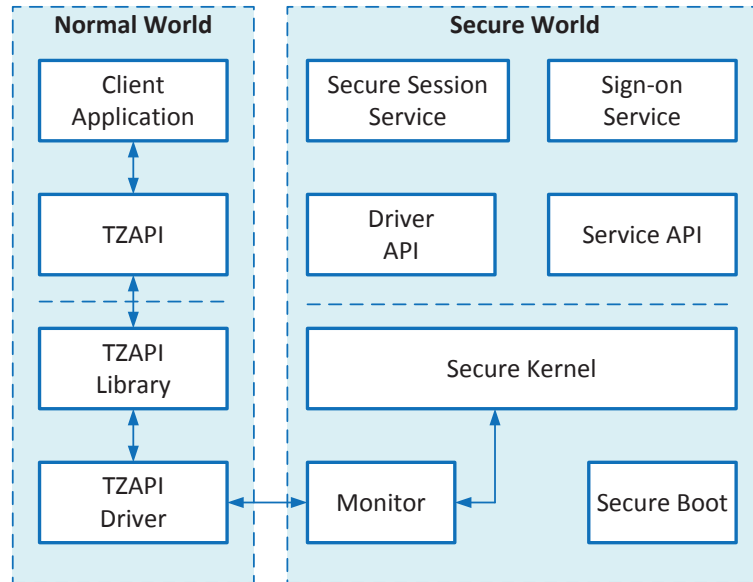 Normal World
Client
Application
TZAPI
TZAPI
Library
TZAPI
Driver
Secure World
Secure Session
Service
Sign-on
Service
Driver
API
Service API
Secure Kernel
Monitor
Secure Boot